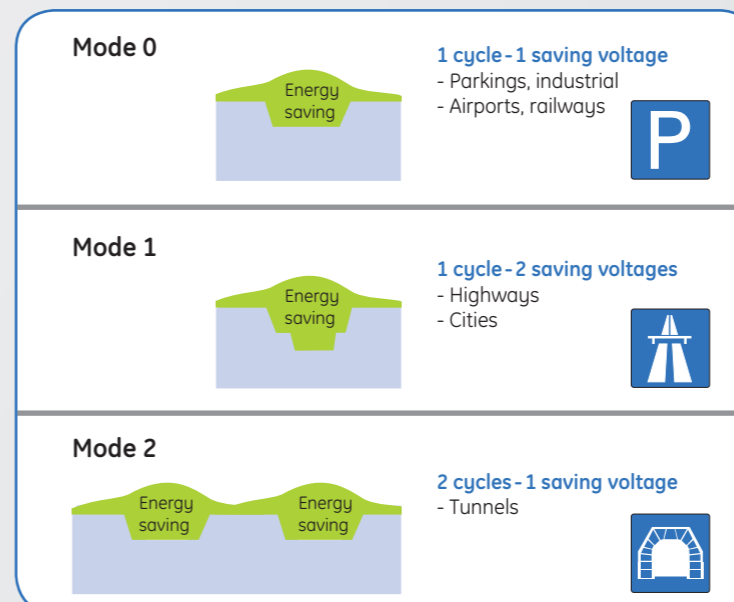 Mode 0
Energy
saving
1 cycle - 1 saving voltage
- Parkings, industrial
- Airports, railways
P
Mode 1
Energy
saving
1 cycle - 2 saving voltages
- Highways
- Cities
Mode 2
Energy
saving
Energy
saving
2 cycles - 1 saving voltage
- Tunnels